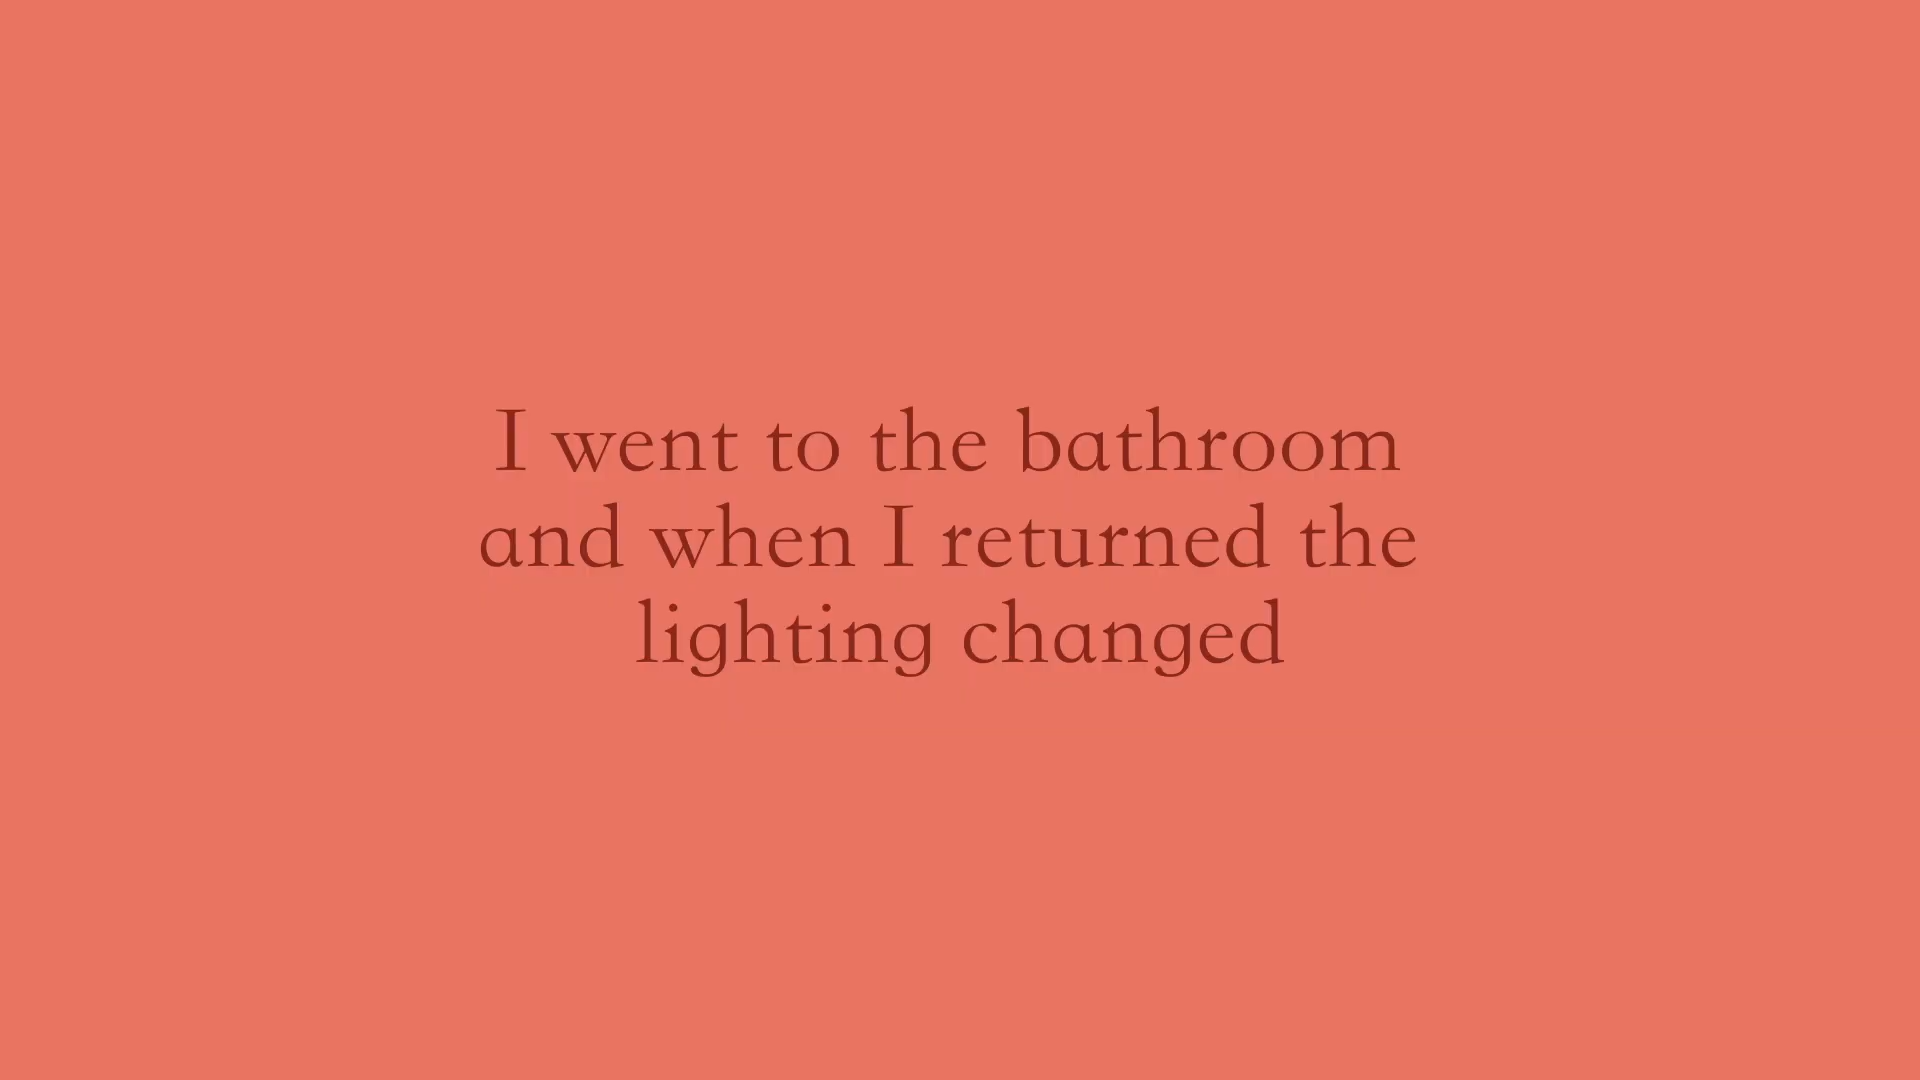 I went to the bathroom
and when I returned the
lighting changed